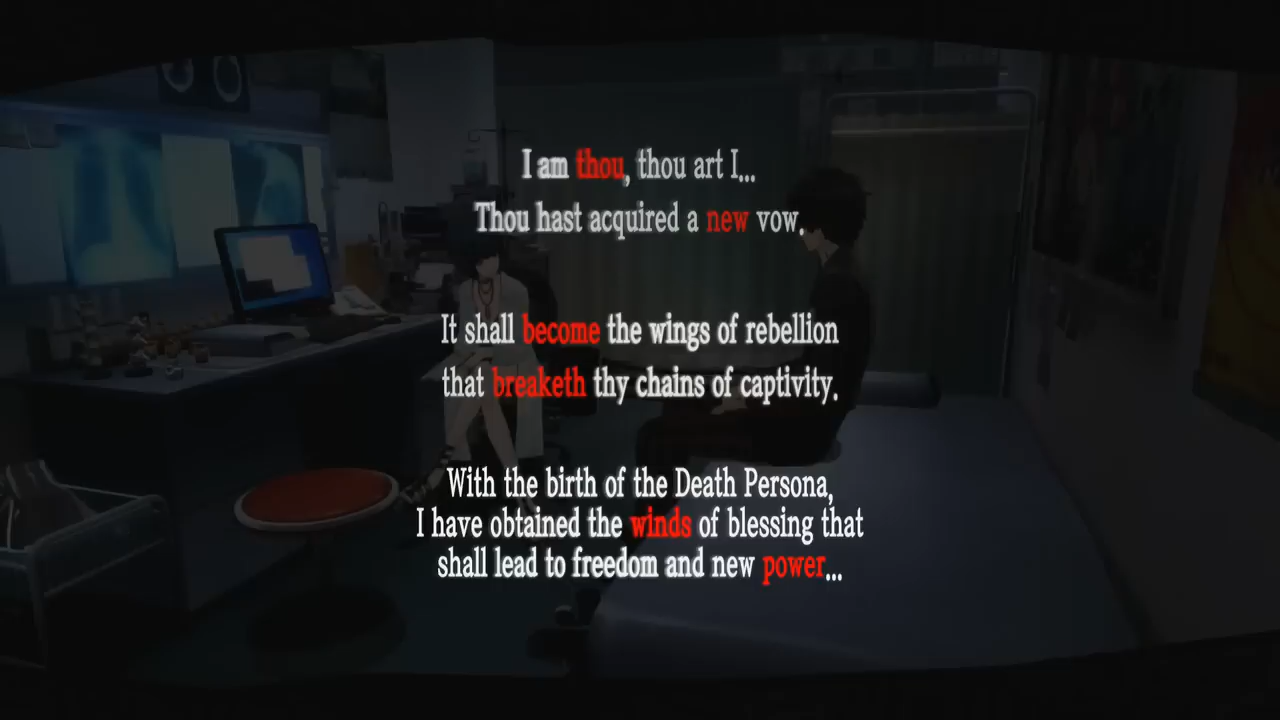 I am thou, thou art I...
Thou hast acquired a new vow.
It shall become the wings of rebellion
that breaketh thy chains of captivity.
With the birth of the Death Persona,
I have obtained the winds of blessing that
shall lead to freedom and new power...